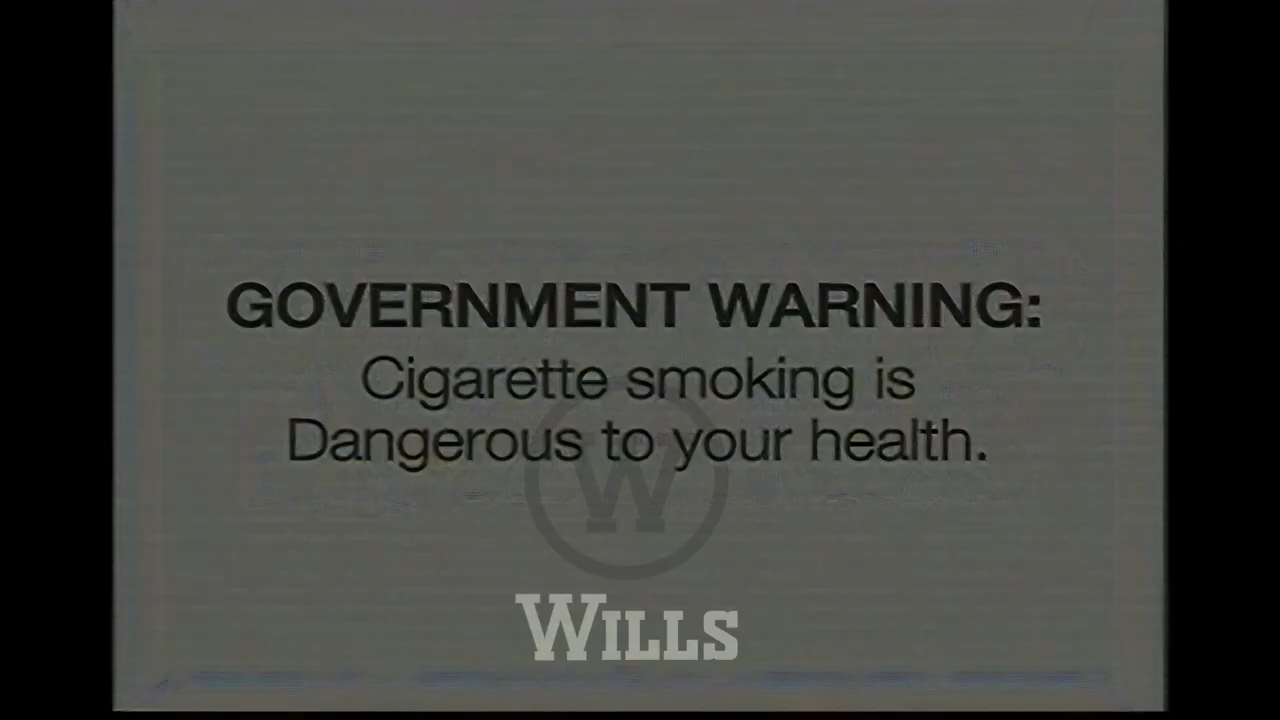 GOVERNMENT WARNING:
Cigarette smoking is
Dangerous to your health.
W
WILLS